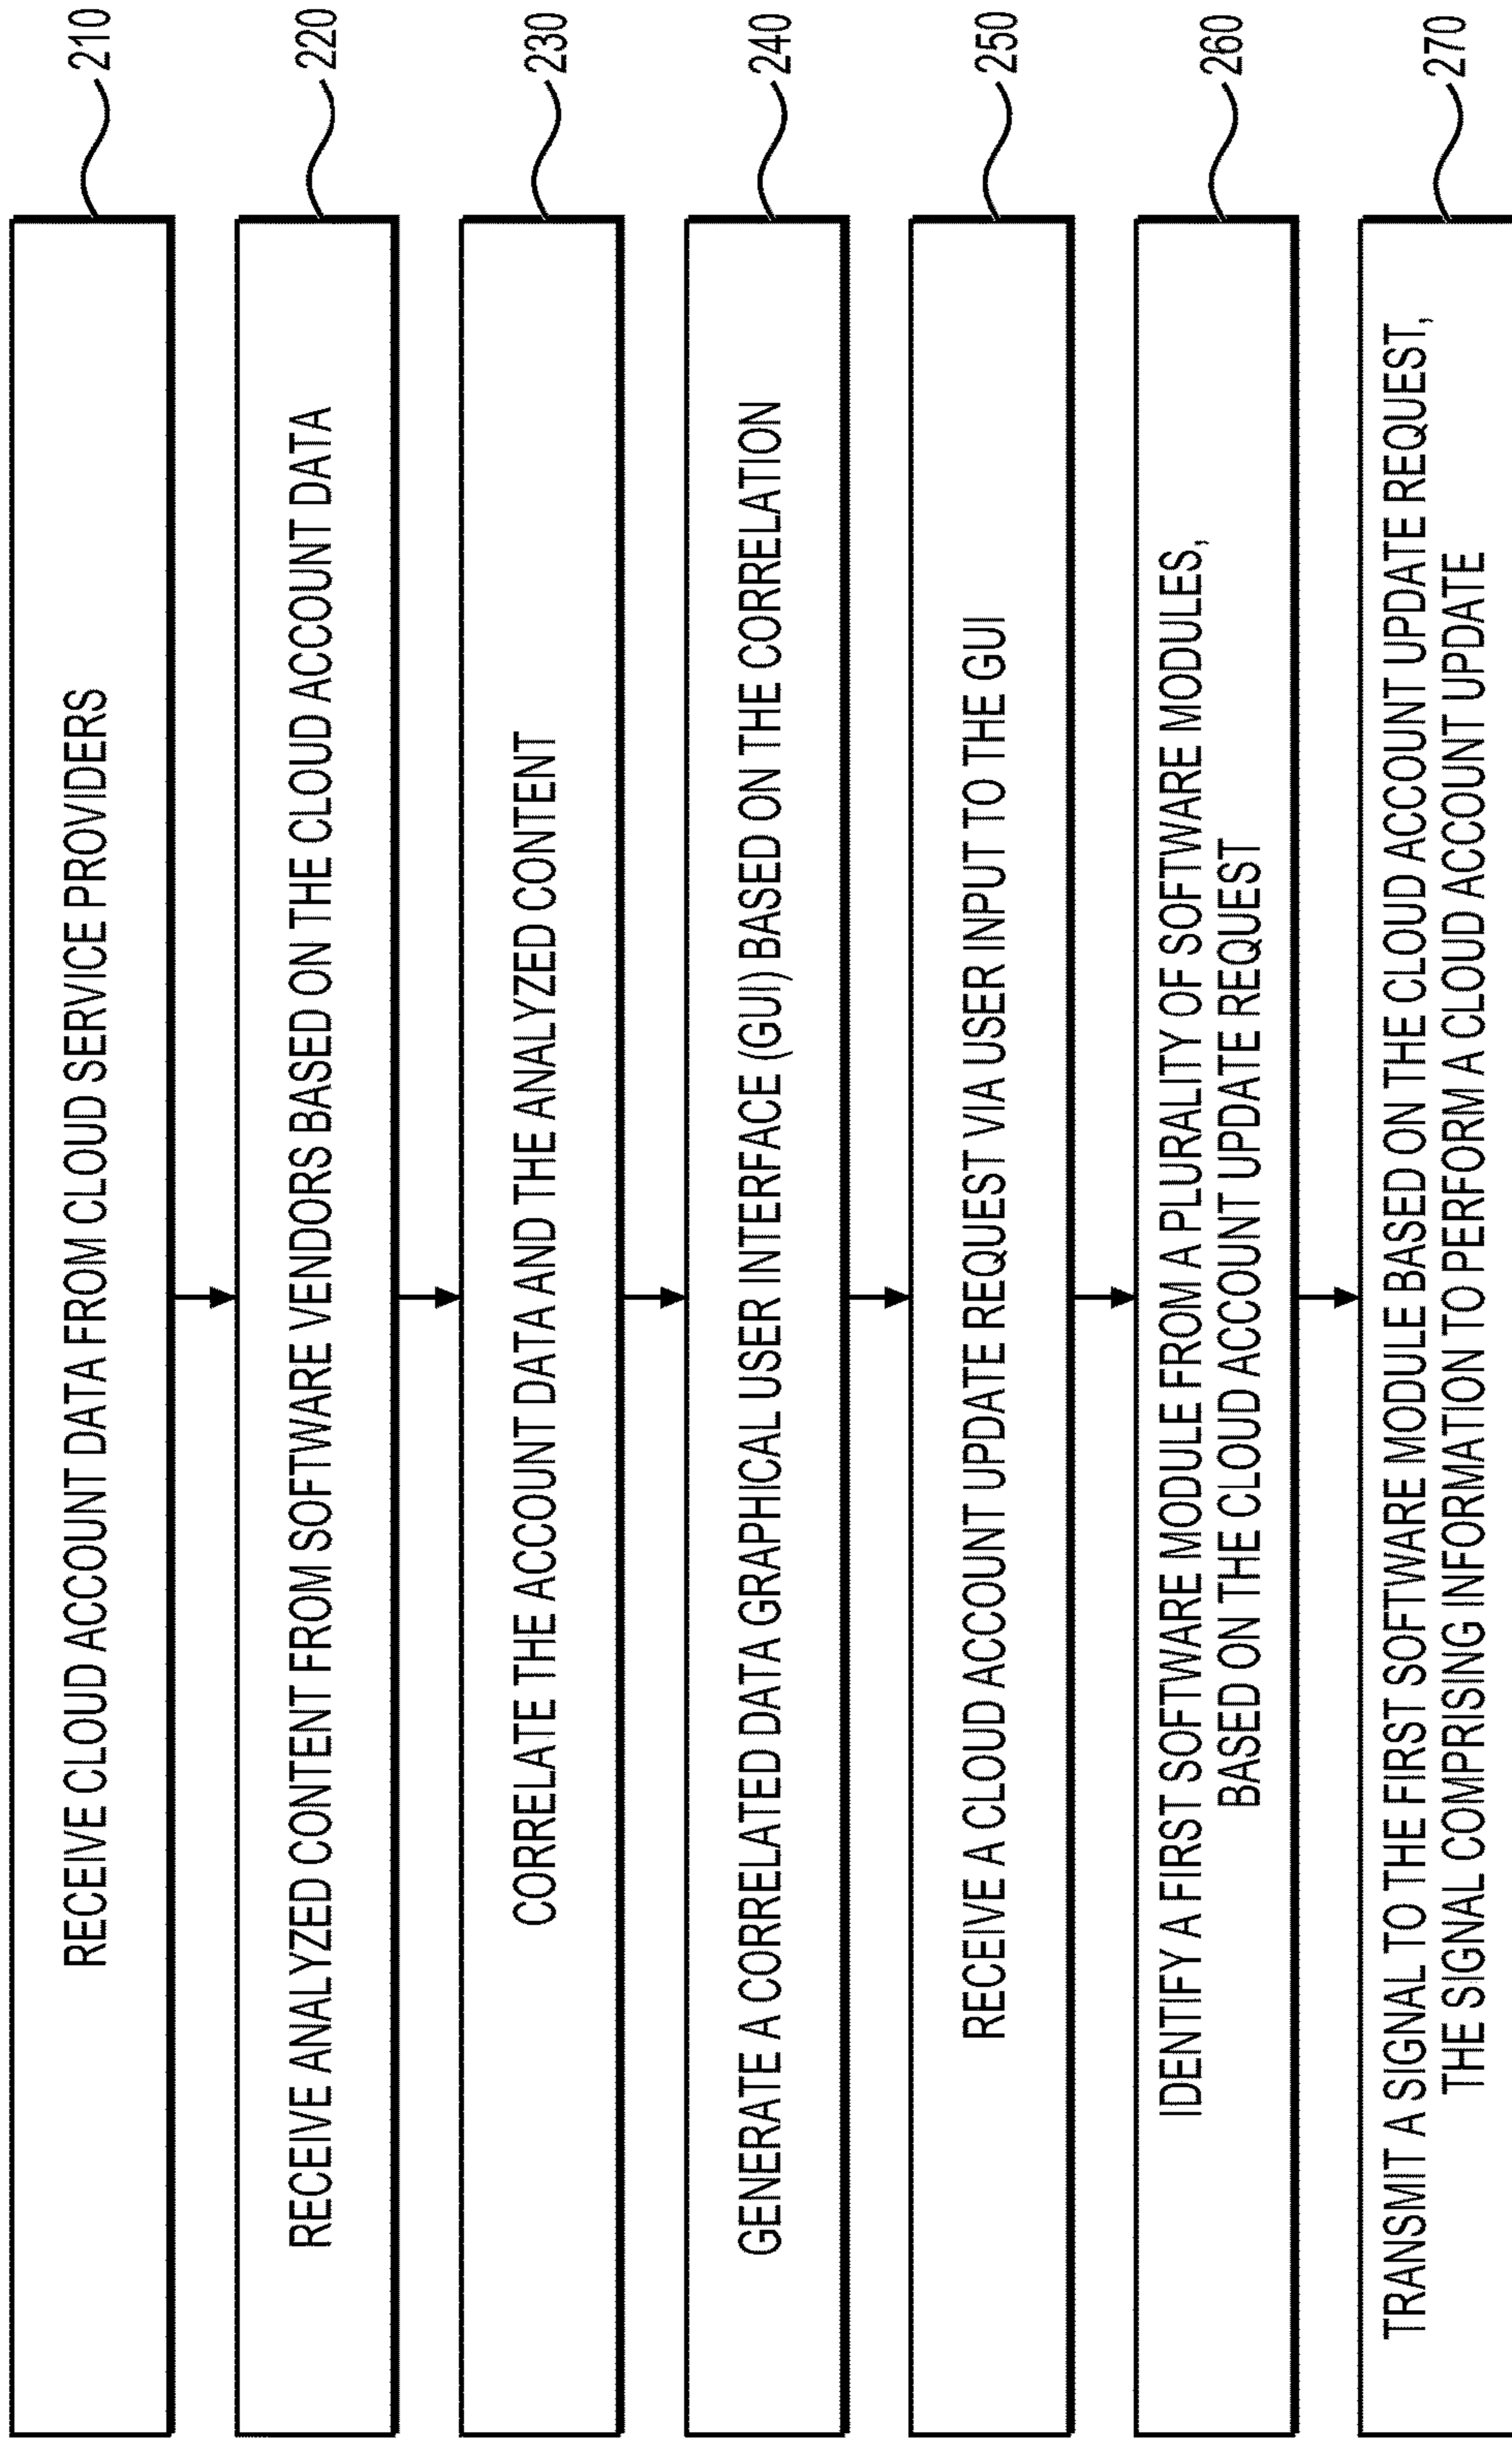 RECEIVE CLOUD ACCOUNT DATA FROM CLOUD SERVICE PROVIDERS
210
RECEIVE ANALYZED CONTENT FROM SOFTWARE VENDORS BASED ON THE CLOUD ACCOUNT DATA
220
CORRELATE THE ACCOUNT DATA AND THE ANALYZED CONTENT
230
GENERATE A CORRELATED DATA GRAPHICAL USER INTERFACE (GUI) BASED ON THE CORRELATION
240
RECEIVE A CLOUD ACCOUNT UPDATE REQUEST VIA USER INPUT TO THE GUI
250
IDENTIFY A FIRST SOFTWARE MODULE FROM A PLURALITY OF SOFTWARE MODULES,
BASED ON THE CLOUD ACCOUNT UPDATE REQUEST
260
TRANSMIT A SIGNAL TO THE FIRST SOFTWARE MODULE BASED ON THE CLOUD ACCOUNT UPDATE REQUEST,
THE SIGNAL COMPRISING INFORMATION TO PERFORM A CLOUD ACCOUNT UPDATE
270